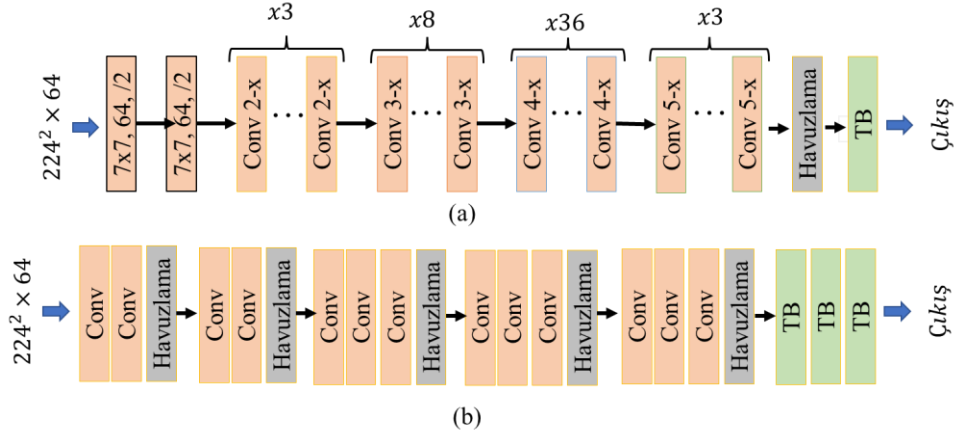 x3
x8
x36
x3
224² × 64
7x7, 64, /2
7x7, 64, /2
Conv 2-x
...
Conv 2-x
Conv 3-x
...
Conv 3-x
Conv 4-x
...
Conv 4-x
Conv 5-x
...
Conv 5-x
Havuzlama
TB
Çıkış
(a)
224² × 64
Conv
Conv
Havuzlama
Conv
Conv
Havuzlama
Conv
Conv
Conv
Havuzlama
Conv
Conv
Conv
Havuzlama
Conv
Conv
Conv
Havuzlama
TB
TB
TB
Çıkış
(b)